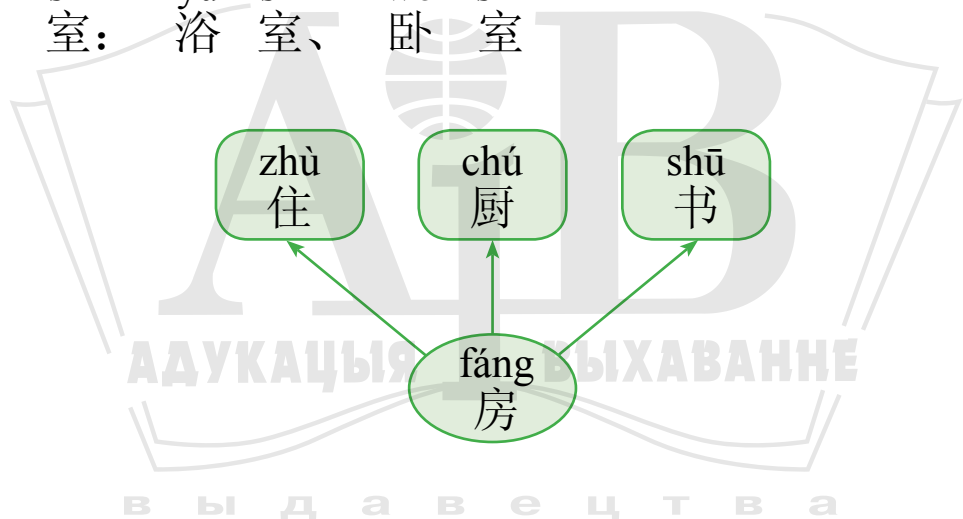 室： 浴 室、 卧 室
zhù chú shū
住 厨 书
fáng
房
АДУКАЦЫЯ ВЫХАВАННЕ
выдавецтва